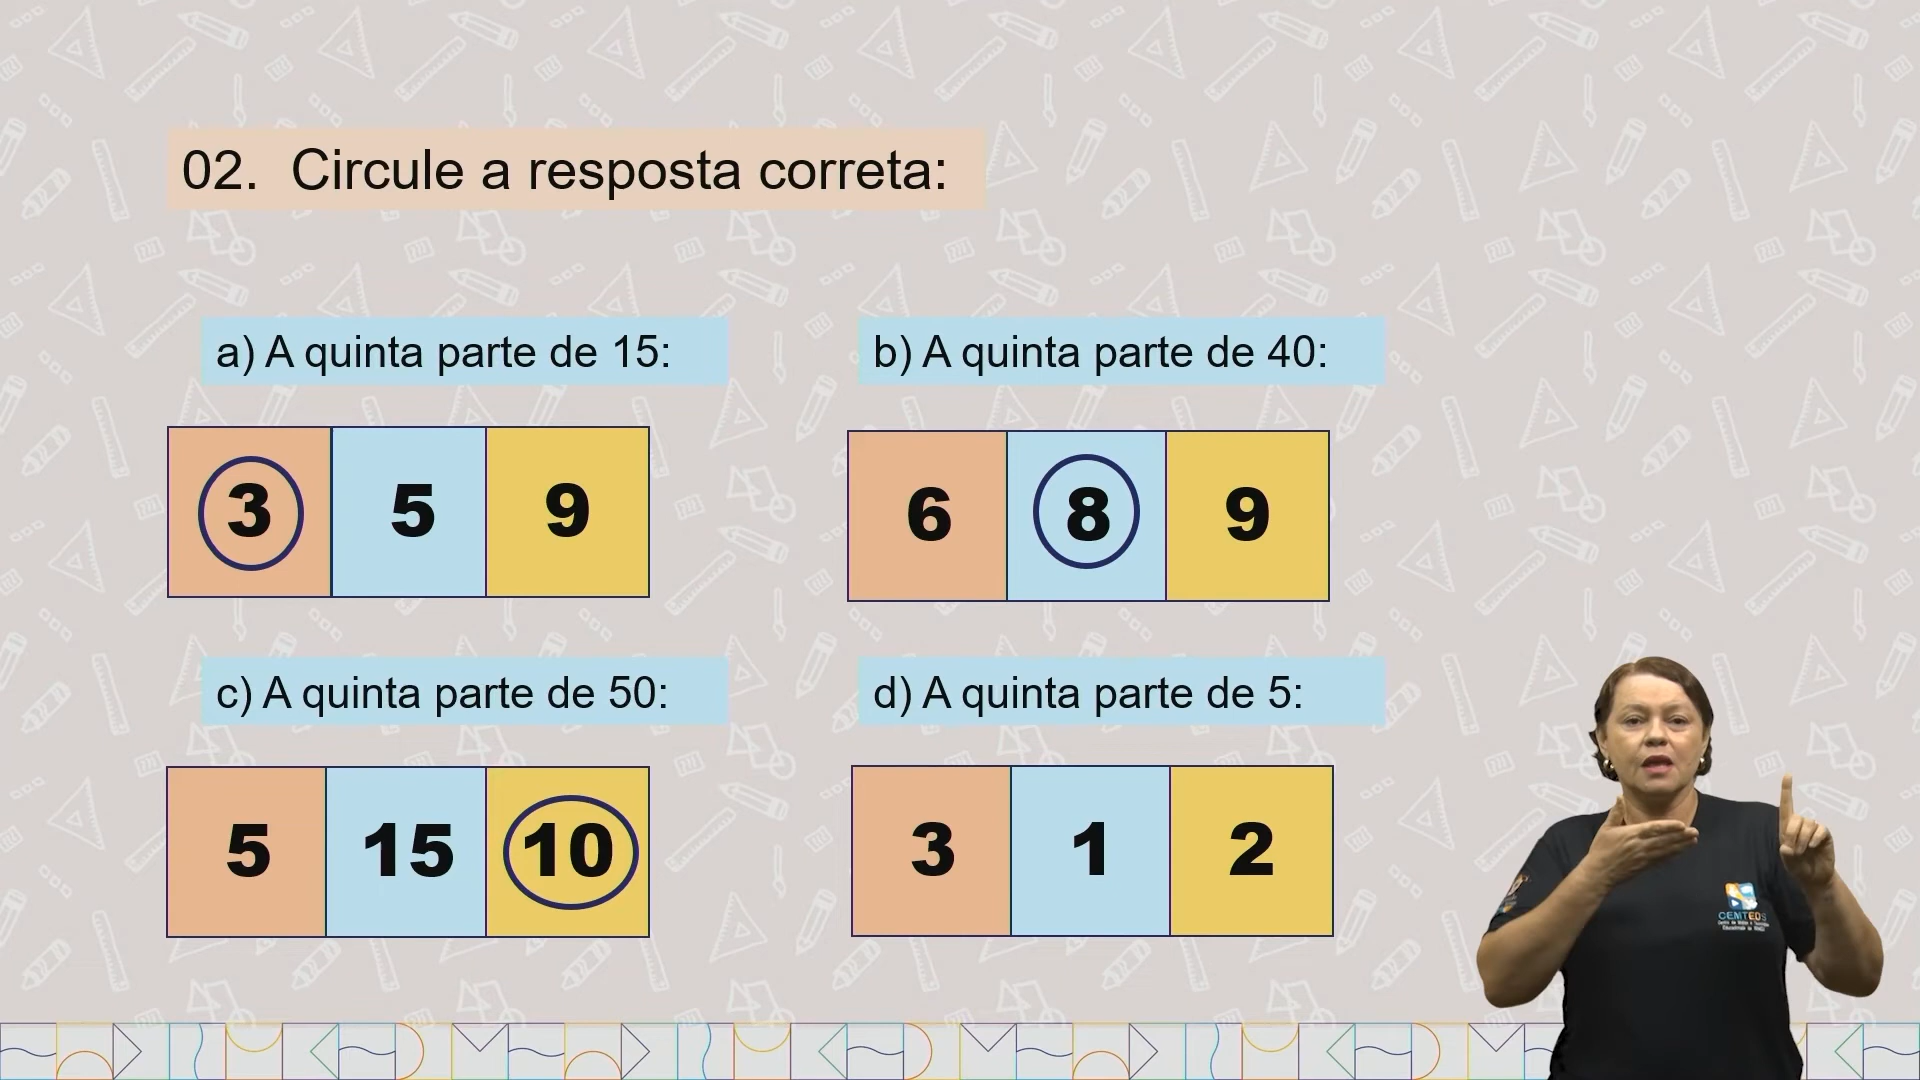 02. Circule a resposta correta:
a) A quinta parte de 15:
b) A quinta parte de 40:
3 5 9
6 8 9
c) A quinta parte de 50:
d) A quinta parte de 5:
5 15 10
3 1 2
CEMTEDS